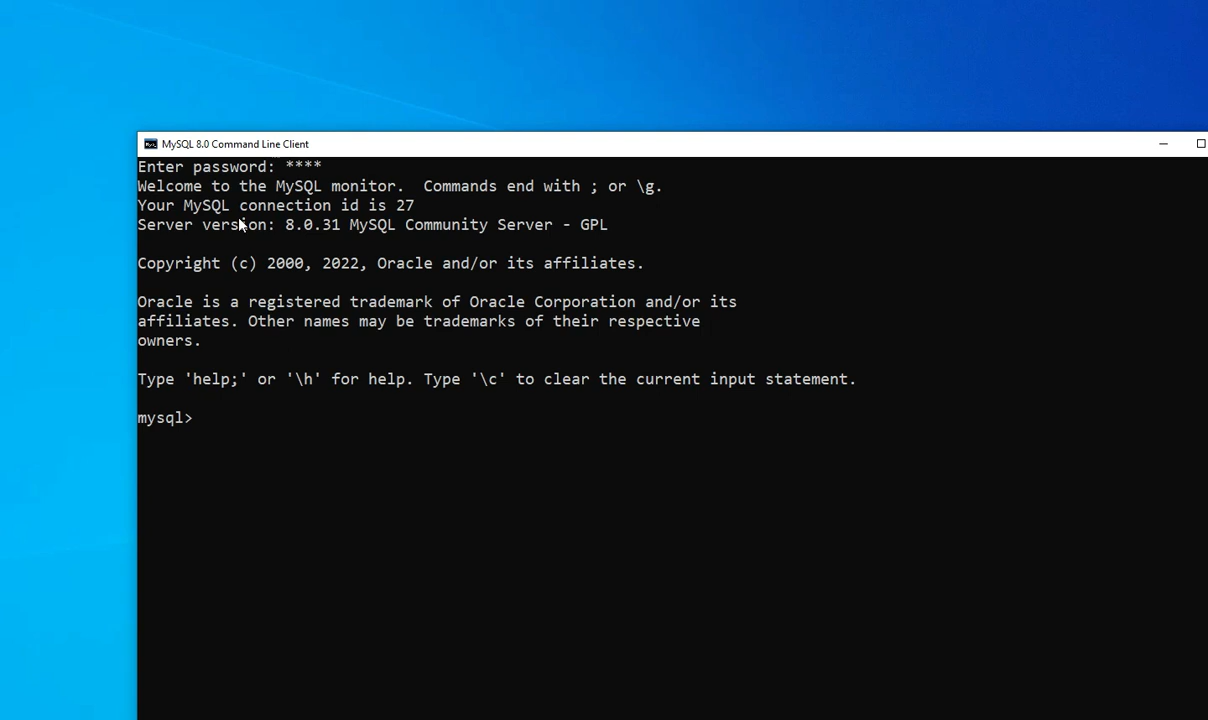 MySQL 8.0 Command Line Client
Enter password: ****
Welcome to the MySQL monitor.  Commands end with ; or \g.
Your MySQL connection id is 27
Server version: 8.0.31 MySQL Community Server - GPL
Copyright (c) 2000, 2022, Oracle and/or its affiliates.
Oracle is a registered trademark of Oracle Corporation and/or its
affiliates. Other names may be trademarks of their respective
owners.
Type 'help;' or '\h' for help. Type '\c' to clear the current input statement.
mysql>